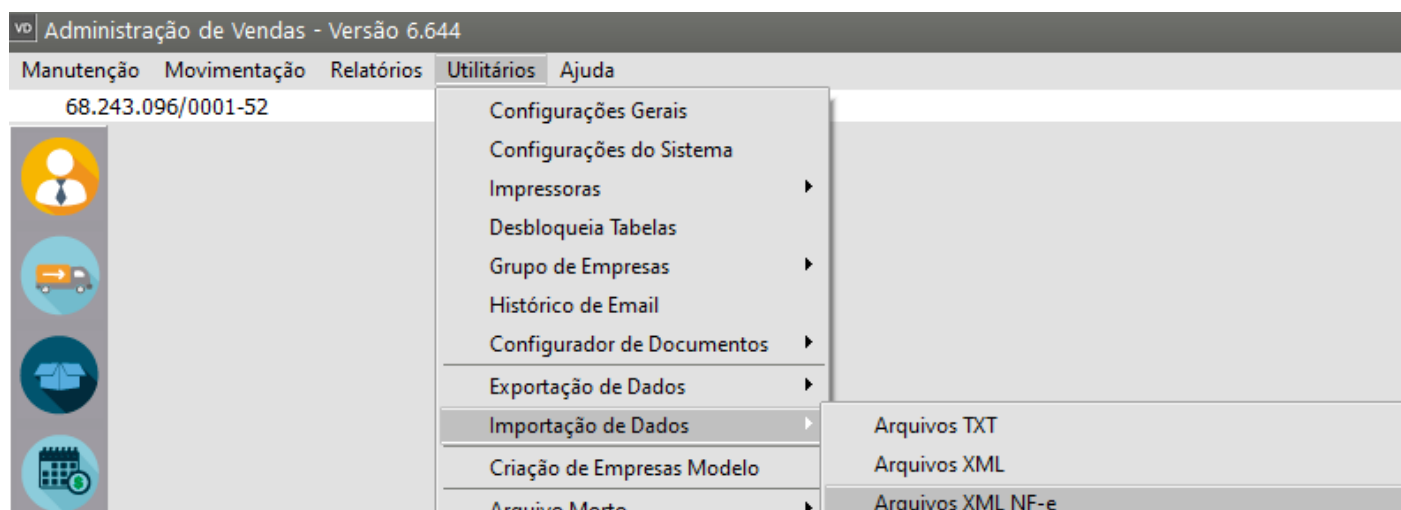 VD Administração de Vendas - Versão 6.644
Manutenção Movimentação Relatórios Utilitários Ajuda
68.243.096/0001-52
Configurações Gerais
Configurações do Sistema
Impressoras
Desbloqueia Tabelas
Grupo de Empresas
Histórico de Email
Configurador de Documentos
Exportação de Dados
Importação de Dados
Arquivos TXT
Arquivos XML
Criação de Empresas Modelo
Arquivo Morto
Arquivos XML NF-e